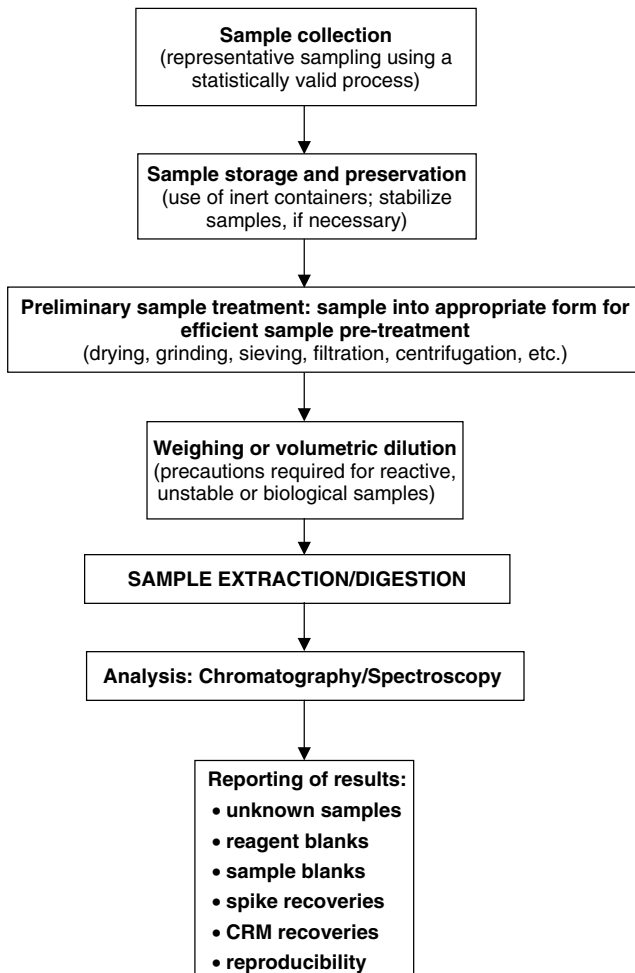 Sample collection
(representative sampling using a
statistically valid process)
Sample storage and preservation
(use of inert containers; stabilize
samples, if necessary)
Preliminary sample treatment: sample into appropriate form for
efficient sample pre-treatment
(drying, grinding, sieving, filtration, centrifugation, etc.)
Weighing or volumetric dilution
(precautions required for reactive,
unstable or biological samples)
SAMPLE EXTRACTION/DIGESTION
Analysis: Chromatography/Spectroscopy
Reporting of results:
• unknown samples
• reagent blanks
• sample blanks
• spike recoveries
• CRM recoveries
• reproducibility